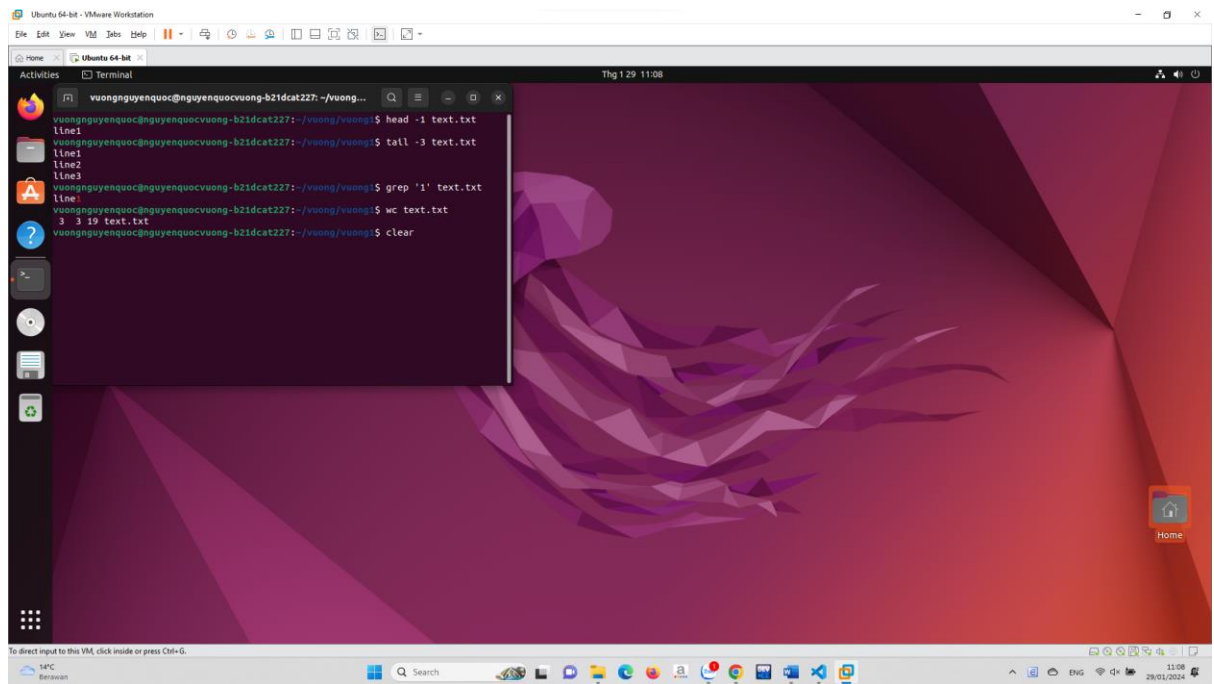 Ubuntu 64-bit - VMware Workstation
File Edit View VM Tabs Help
Home Ubuntu 64-bit
Activities Terminal Thg 1 29 11:08
vuongnguyenquoc@nguyenquocvuong-b21dcat227: ~/vuong...
vuongnguyenquoc@nguyenquocvuong-b21dcat227:~/vuong/vuong1$ head -1 text.txt
line1
vuongnguyenquoc@nguyenquocvuong-b21dcat227:~/vuong/vuong1$ tail -3 text.txt
line1
line2
line3
vuongnguyenquoc@nguyenquocvuong-b21dcat227:~/vuong/vuong1$ grep '1' text.txt
line1
vuongnguyenquoc@nguyenquocvuong-b21dcat227:~/vuong/vuong1$ wc text.txt
3 3 19 text.txt
vuongnguyenquoc@nguyenquocvuong-b21dcat227:~/vuong/vuong1$ clear
Home
To direct input to this VM, click inside or press Ctrl+G.
14°C
Berawan
Search
ENG
11:08
29/01/2024